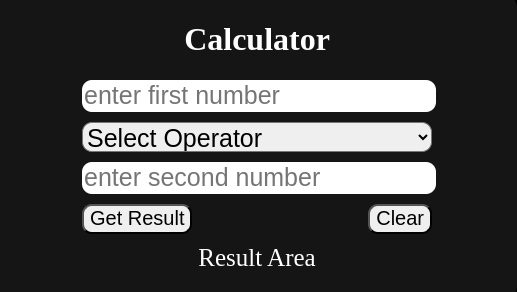 Calculator
enter first number
Select Operator
enter second number
Get Result Clear
Result Area